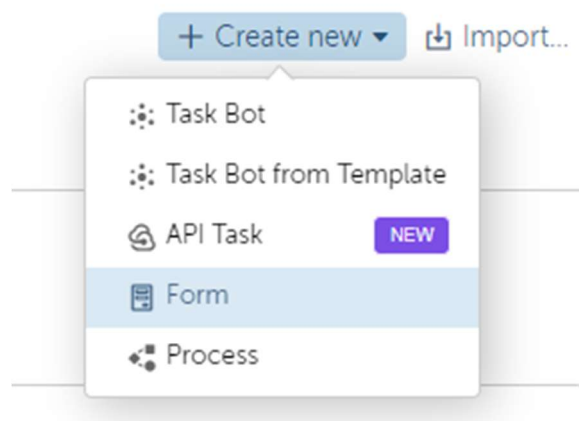 + Create new
Import...
Task Bot
Task Bot from Template
API Task NEW
Form
Process